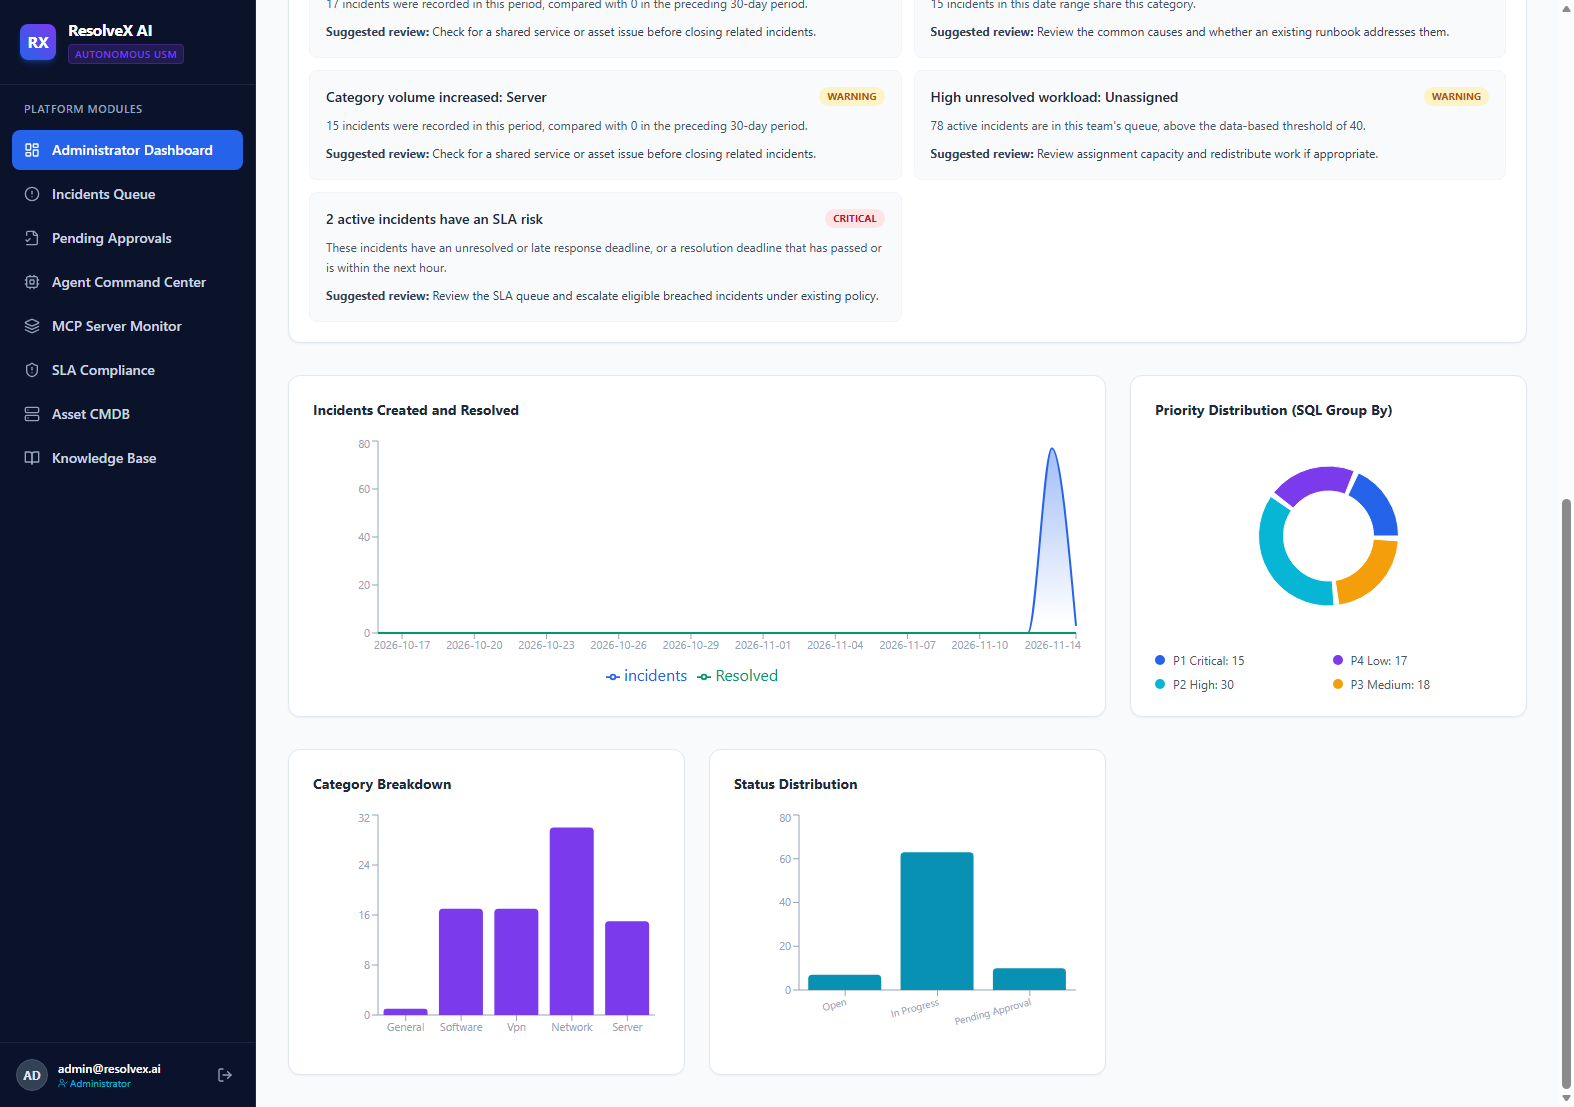 RX
ResolveX AI
AUTONOMOUS USM
PLATFORM MODULES
Administrator Dashboard
Incidents Queue
Pending Approvals
Agent Command Center
MCP Server Monitor
SLA Compliance
Asset CMDB
Knowledge Base
AD
admin@resolvex.ai
Administrator
17 incidents were recorded in this period, compared with 0 in the preceding 30-day period.
Suggested review: Check for a shared service or asset issue before closing related incidents.
15 incidents in this date range share this category.
Suggested review: Review the common causes and whether an existing runbook addresses them.
Category volume increased: Server
WARNING
15 incidents were recorded in this period, compared with 0 in the preceding 30-day period.
Suggested review: Check for a shared service or asset issue before closing related incidents.
High unresolved workload: Unassigned
WARNING
78 active incidents are in this team's queue, above the data-based threshold of 40.
Suggested review: Review assignment capacity and redistribute work if appropriate.
2 active incidents have an SLA risk
CRITICAL
These incidents have an unresolved or late response deadline, or a resolution deadline that has passed or
is within the next hour.
Suggested review: Review the SLA queue and escalate eligible breached incidents under existing policy.
Incidents Created and Resolved
80
60
40
20
0
2026-10-17 2026-10-20 2026-10-23 2026-10-26 2026-10-29 2026-11-01 2026-11-04 2026-11-07 2026-11-10 2026-11-14
incidents Resolved
Priority Distribution (SQL Group By)
P1 Critical: 15
P4 Low: 17
P2 High: 30
P3 Medium: 18
Category Breakdown
32
24
16
8
0
General Software Vpn Network Server
Status Distribution
80
60
40
20
0
Open In Progress Pending Approval